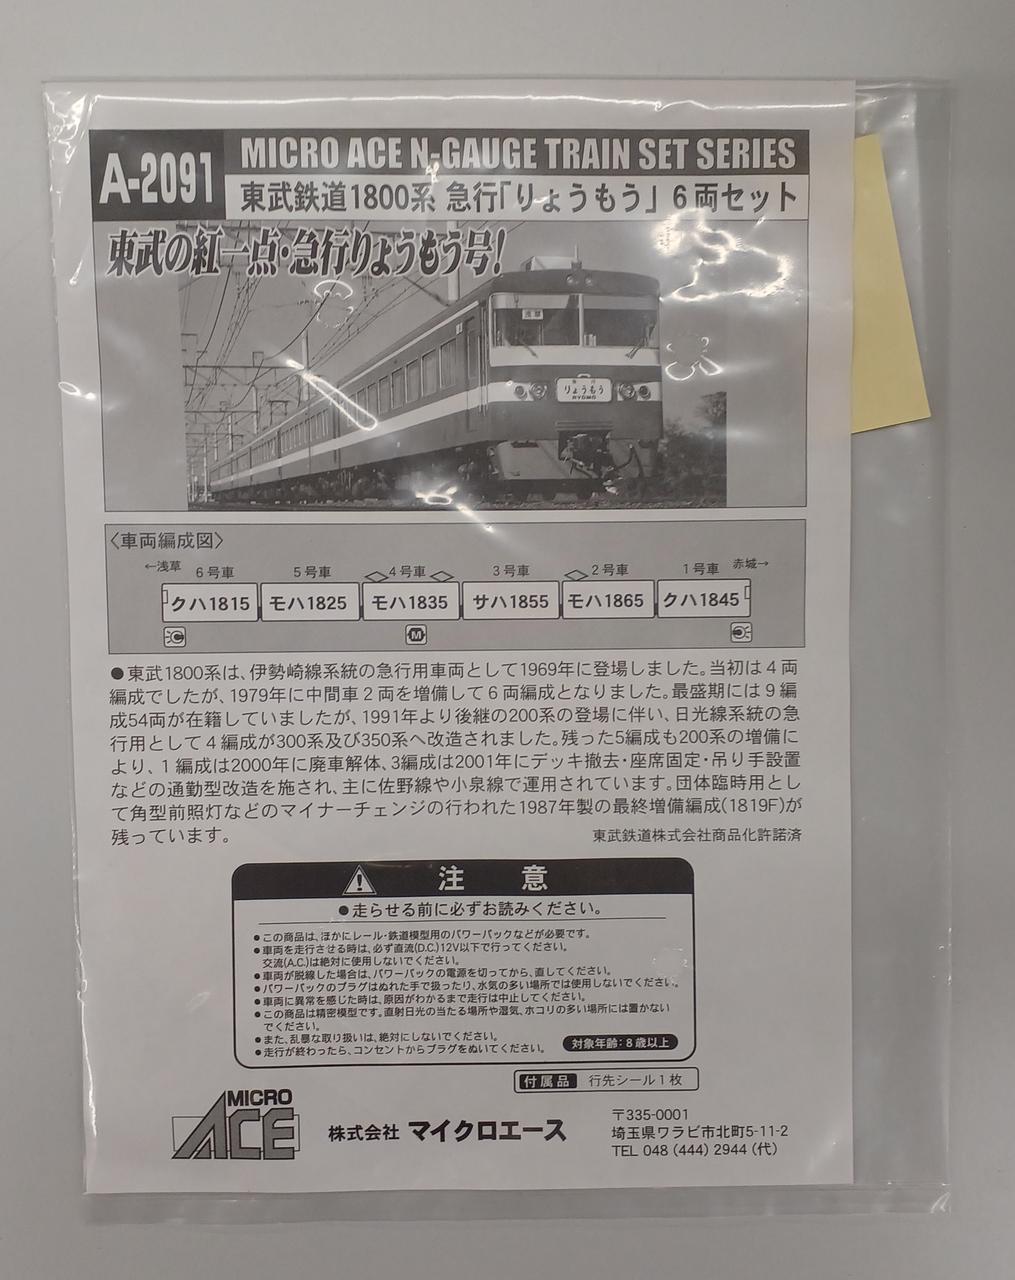 A-2091
MICRO ACE N-GAUGE TRAIN SET SERIES
東武鉄道1800系 急行「りょうもう」6両セット
東武の紅一点・急行りょうもう号!
浅草
りょうもう
RYOMO
〈車両編成図〉
←浅草 6号車 5号車 4号車 3号車 2号車 1号車 赤城→
クハ1815 モハ1825 モハ1835 サハ1855 モハ1865 クハ1845
M
●東武1800系は、伊勢崎線系統の急行用車両として1969年に登場しました。当初は4両
編成でしたが、1979年に中間車2両を増備して6両編成となりました。最盛期には9編
成54両が在籍していましたが、1991年より後継の200系の登場に伴い、日光線系統の急
行用として4編成が300系及び350系へ改造されました。残った5編成も200系の増備に
より、1編成は2000年に廃車解体、3編成は2001年にデッキ撤去・座席固定・吊り手設置
などの通勤型改造を施され、主に佐野線や小泉線で運用されています。団体臨時用とし
て角型前照灯などのマイナーチェンジの行われた1987年製の最終増備編成(1819F)が
残っています。
東武鉄道株式会社商品化許諾済
注 意
●走らせる前に必ずお読みください。
●この商品は、ほかにレール・鉄道模型用のパワーパックなどが必要です。
●車両を走行させる時は、必ず直流(D.C.)12V以下で行ってください。
交流(A.C.)は絶対に使用しないでください。
●車両が脱線した場合は、パワーパックの電源を切ってから、直してください。
●パワーパックのプラグはぬれた手で扱ったり、水気の多い場所では使用しないでください。
●車両に異常を感じた時は、原因がわかるまで走行は中止してください。
●この商品は精密模型です。直射日光の当たる場所や湿気、ホコリの多い場所には置かない
でください。
●また、乱暴な取り扱いは、絶対にしないでください。
●走行が終わったら、コンセントからプラグをぬいてください。
対象年齢:8歳以上
付属品 行先シール1枚
MICRO
ACE
株式会社 マイクロエース
〒335-0001
埼玉県ワラビ市北町5-11-2
TEL 048 (444) 2944 (代)